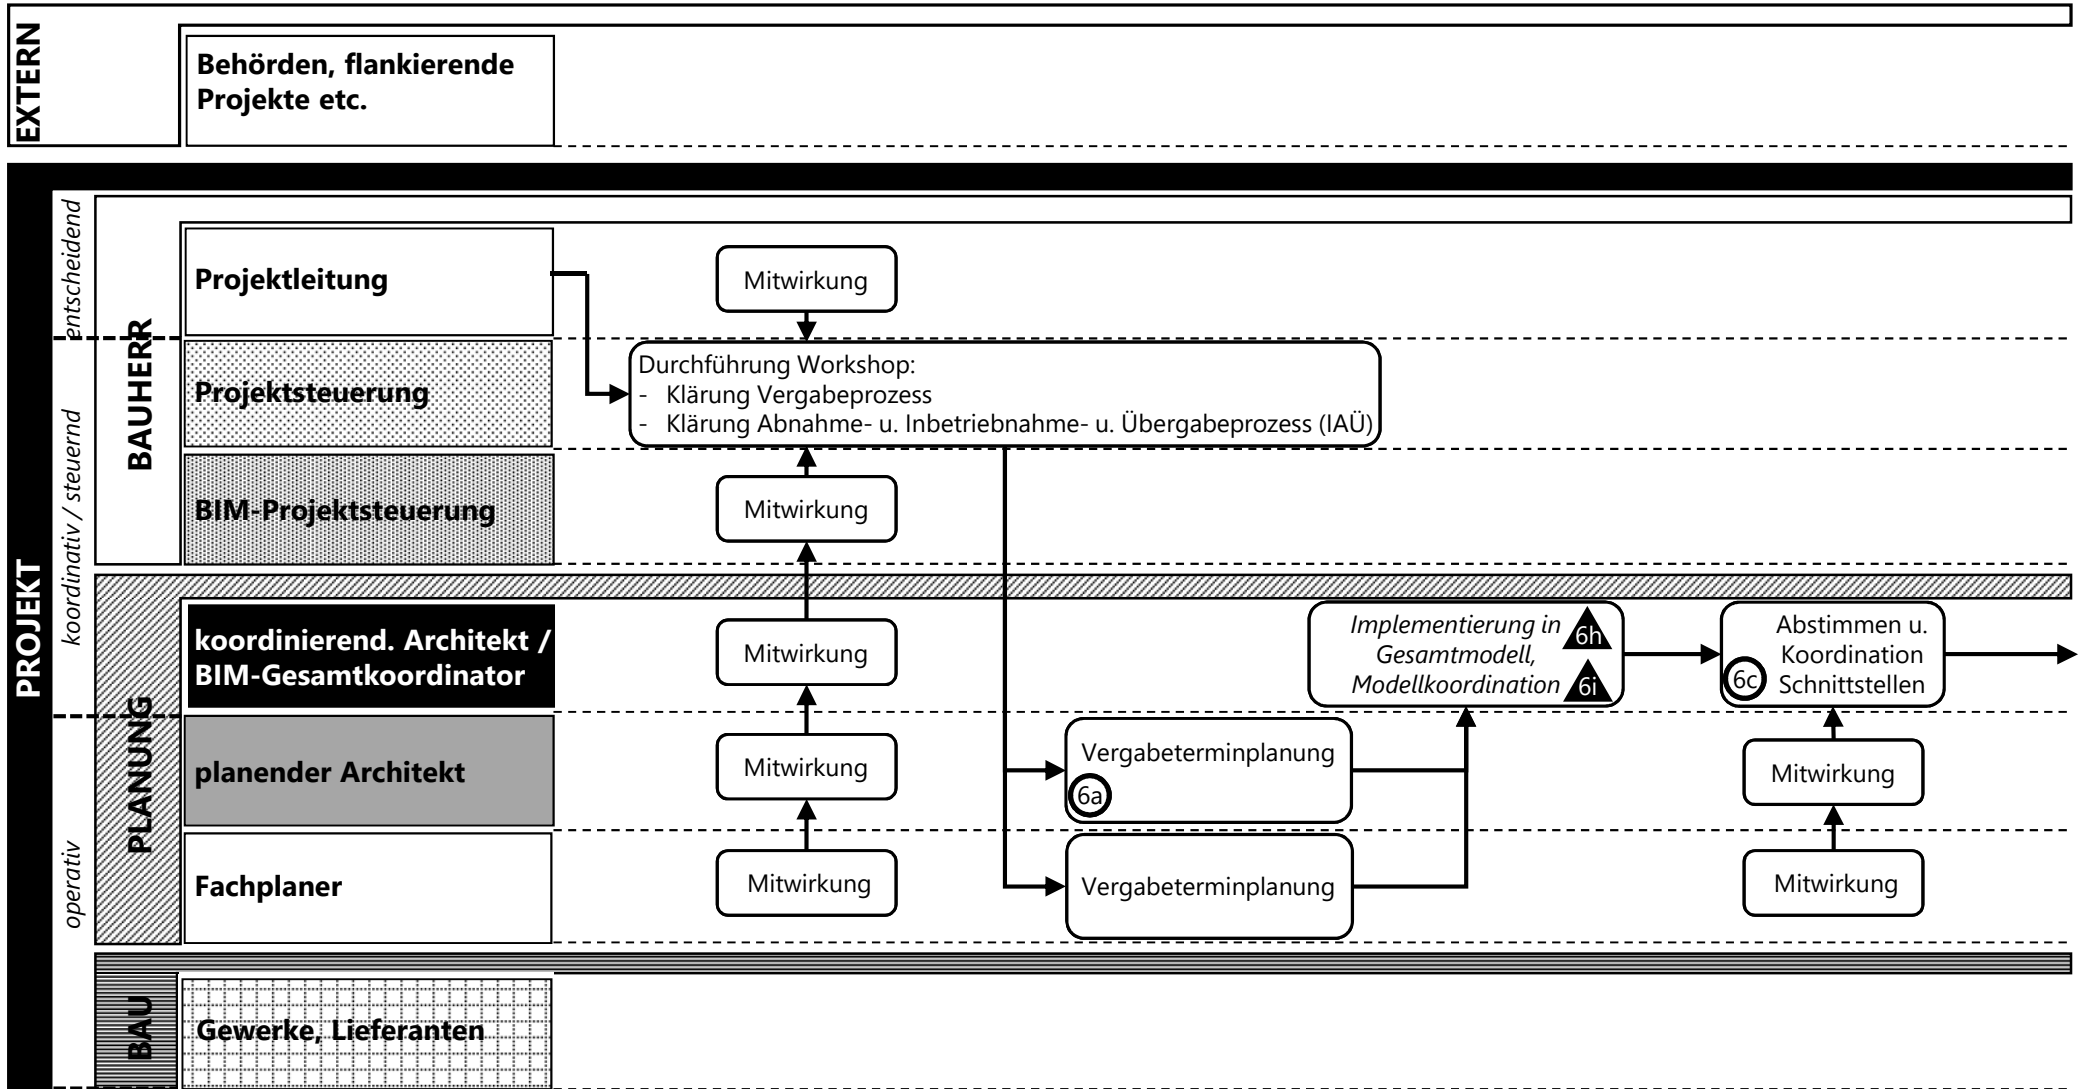 EXTERN
Behörden, flankierende
Projekte etc.
PROJEKT
entscheidend
koordinativ / steuernd
operativ
BAUHERR
Projektleitung
Mitwirkung
Projektsteuerung
Durchführung Workshop:
- Klärung Vergabeprozess
- Klärung Abnahme- u. Inbetriebnahme- u. Übergabeprozess (IAÜ)
BIM-Projektsteuerung
Mitwirkung
PLANUNG
koordinierend. Architekt /
BIM-Gesamtkoordinator
Mitwirkung
Implementierung in 6h
Gesamtmodell,
Modellkoordination 6i
Abstimmen u.
Koordination
6c Schnittstellen
planender Architekt
Mitwirkung
Vergabeterminplanung
6a
Mitwirkung
Fachplaner
Mitwirkung
Vergabeterminplanung
Mitwirkung
BAU
Gewerke, Lieferanten